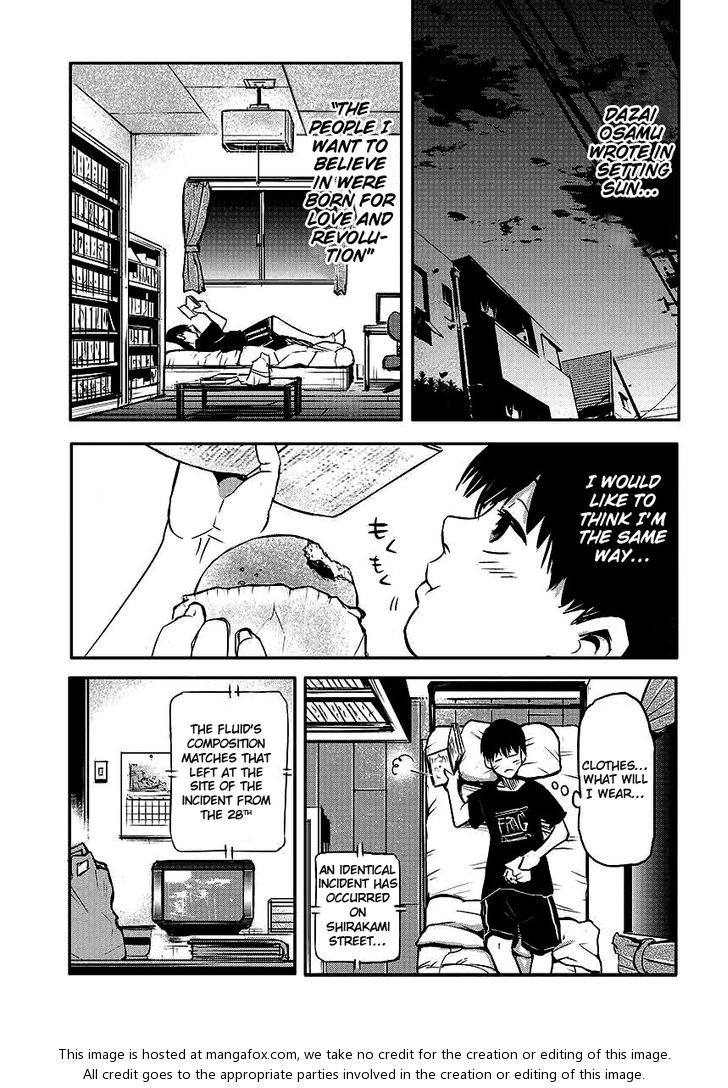 DAZAI
OSAMU
WROTE IN
SETTING
SUN...
"THE
PEOPLE I
WANT TO
BELIEVE
IN WERE
BORN FOR
LOVE AND
REVOLU-
TION"
I WOULD
LIKE TO
THINK I'M
THE SAME
WAY...
もぐ
もぐ
CLOTHES...
WHAT WILL
I WEAR...
FRAG
AN IDENTICAL
INCIDENT HAS
OCCURRED
ON
SHIRAKAMI
STREET...
THE FLUID'S
COMPOSITION
MATCHES THAT
LEFT AT THE
SITE OF THE
INCIDENT FROM
THE 28TH
This image is hosted at mangafox.com, we take no credit for the creation or editing of this image.
All credit goes to the appropriate parties involved in the creation or editing of this image.